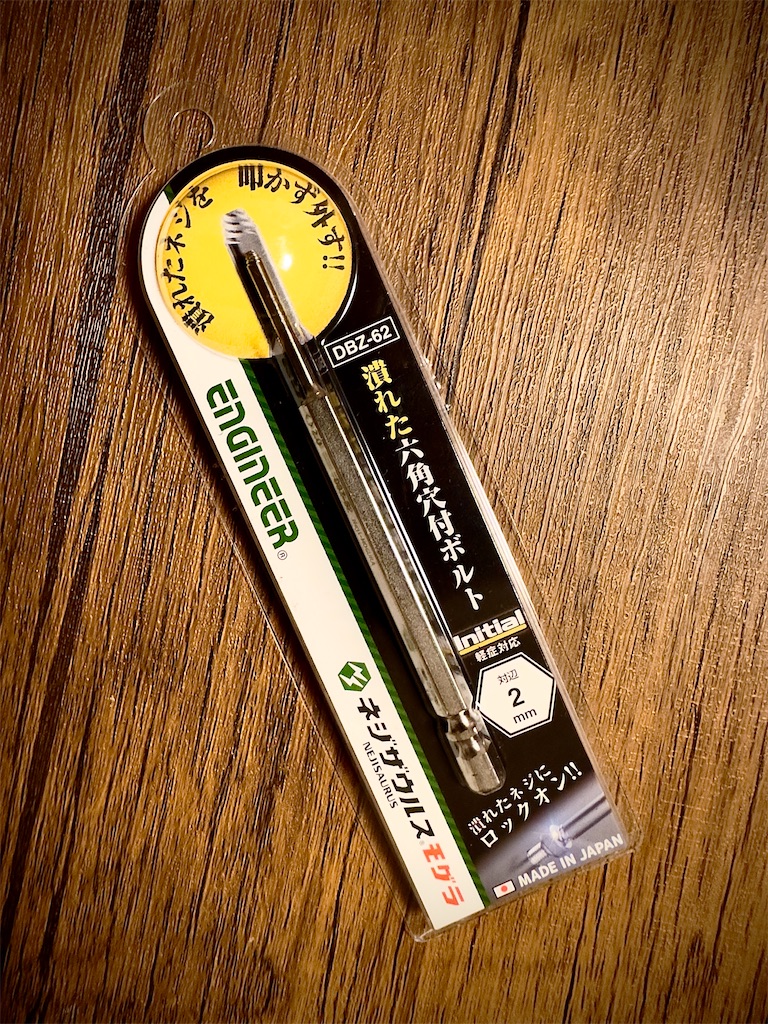 潰れたネジを
叩かず外す!!
DBZ-62
潰れた六角穴付ボルト
ENGINEER®
Initial
軽症対応
対辺
2
mm
ネジザウルスモグラ
NEJISAURUS
潰れたネジに
ロックオン!!
MADE IN JAPAN